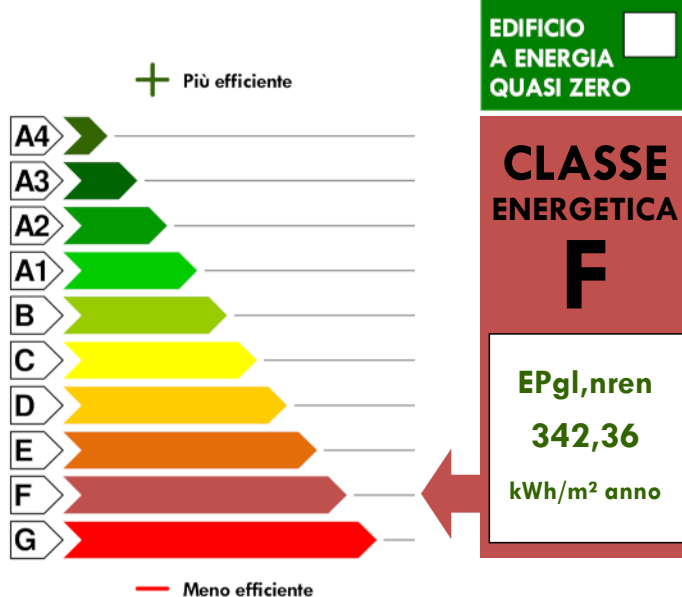 EDIFICIO
A ENERGIA
QUASI ZERO
Più efficiente
A4
A3
A2
A1
B
C
D
E
F
G
Meno efficiente
CLASSE
ENERGETICA
F
EPgl,nren
342,36
kWh/m² anno